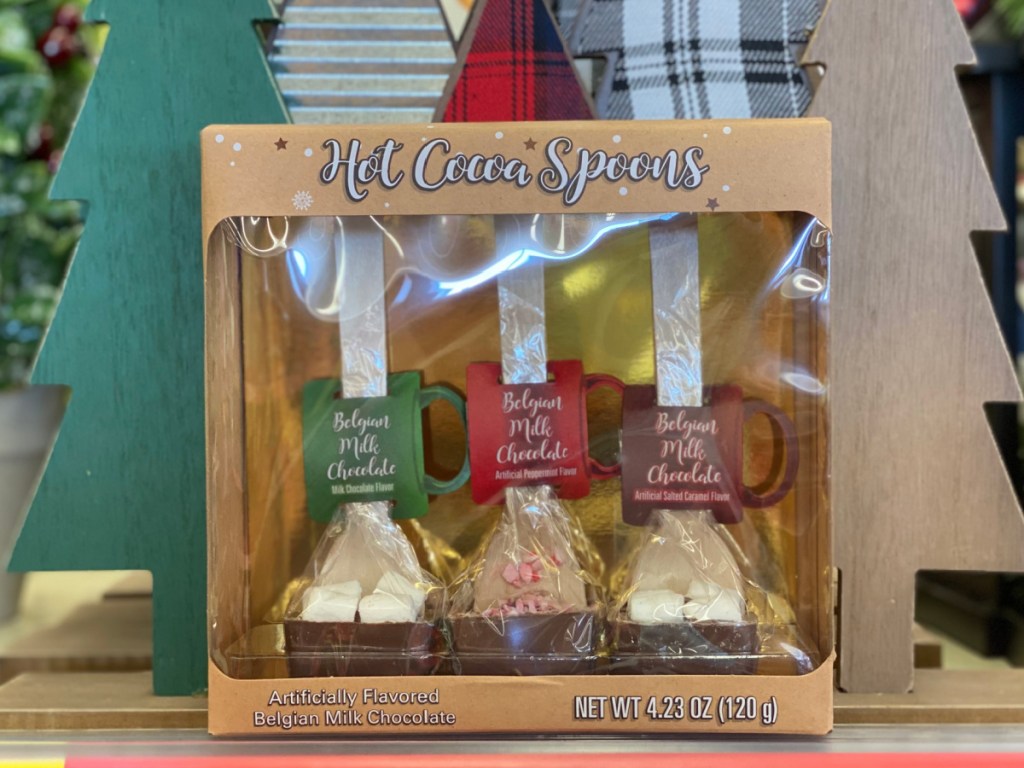 Hot Cocoa Spoons
Belgian
Milk
Chocolate
Milk Chocolate Flavor
Belgian
Milk
Chocolate
Artificial Peppermint Flavor
Belgian
Milk
Chocolate
Artificial Salted Caramel Flavor
Artificially Flavored
Belgian Milk Chocolate
NET WT 4.23 OZ (120 g)